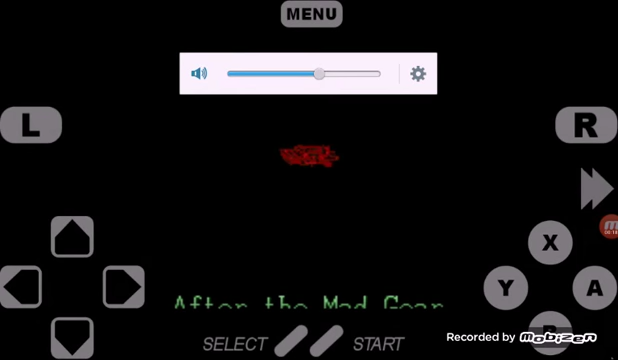 MENU
L
R
X
Y
A
B
After the Mad Gear
SELECT
START
Recorded by mobizen